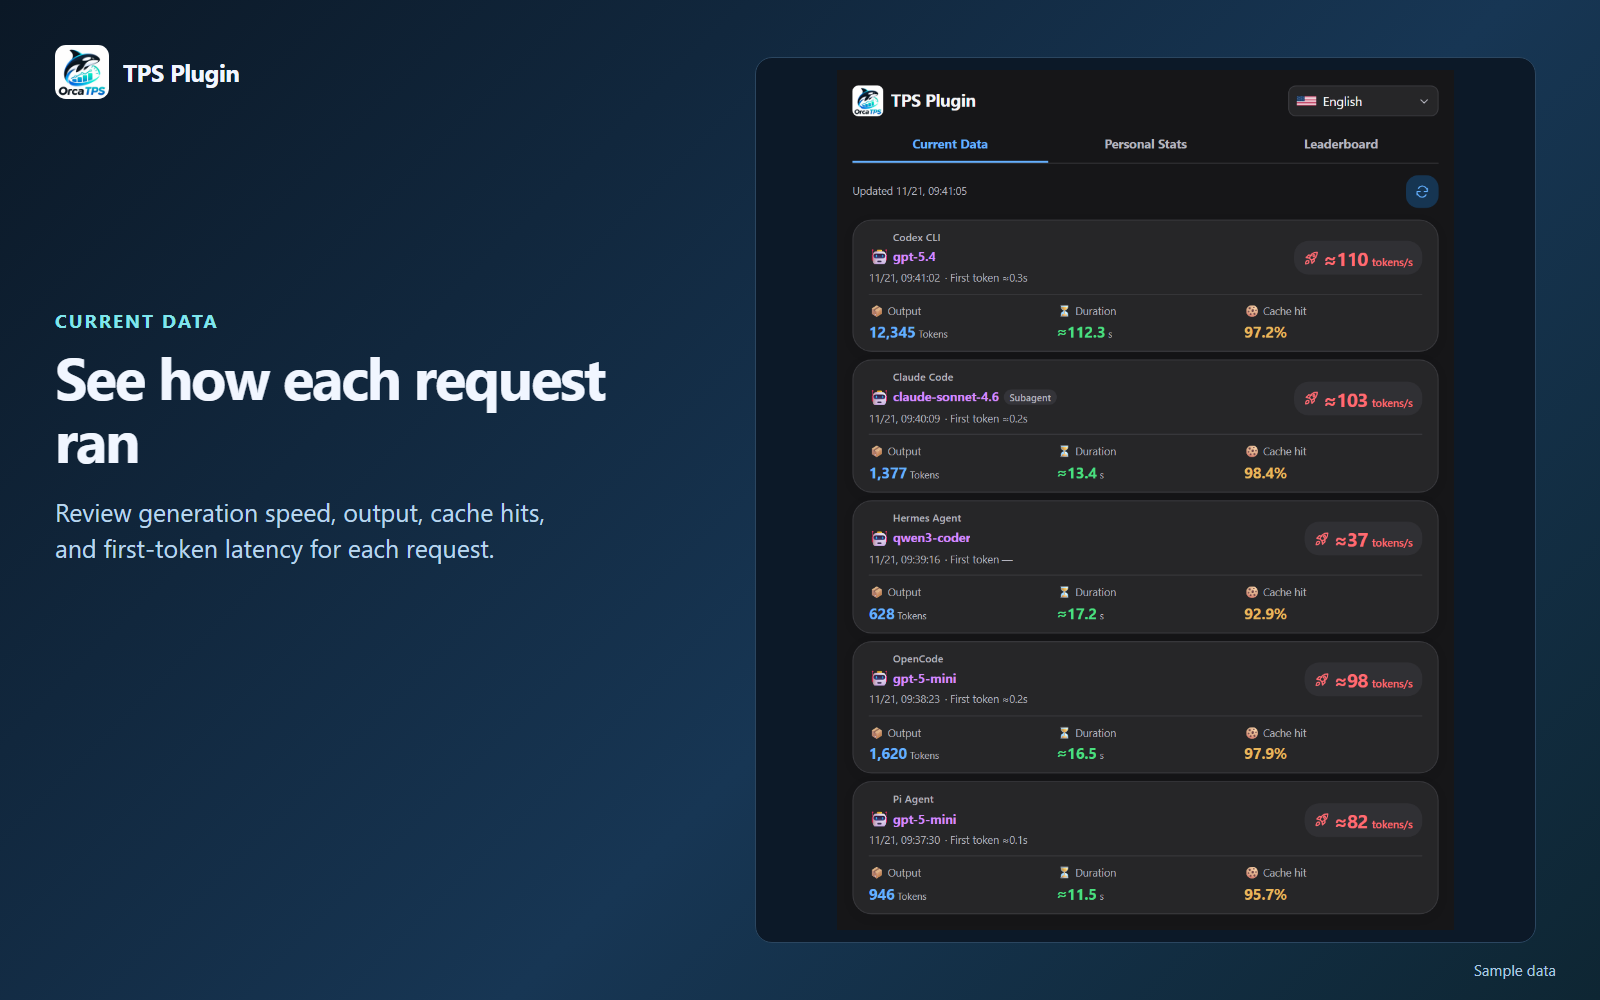 OrcaTPS
TPS Plugin
CURRENT DATA
See how each request
ran
Review generation speed, output, cache hits,
and first-token latency for each request.
OrcaTPS
TPS Plugin
English
Current Data
Personal Stats
Leaderboard
Updated 11/21, 09:41:05
Codex CLI
gpt-5.4
11/21, 09:41:02 · First token ≈0.3s
≈110 tokens/s
Output
Duration
Cache hit
12,345 Tokens
≈112.3 s
97.2%
Claude Code
claude-sonnet-4.6 Subagent
11/21, 09:40:09 · First token ≈0.2s
≈103 tokens/s
Output
Duration
Cache hit
1,377 Tokens
≈13.4 s
98.4%
Hermes Agent
qwen3-coder
11/21, 09:39:16 · First token —
≈37 tokens/s
Output
Duration
Cache hit
628 Tokens
≈17.2 s
92.9%
OpenCode
gpt-5-mini
11/21, 09:38:23 · First token ≈0.2s
≈98 tokens/s
Output
Duration
Cache hit
1,620 Tokens
≈16.5 s
97.9%
Pi Agent
gpt-5-mini
11/21, 09:37:30 · First token ≈0.1s
≈82 tokens/s
Output
Duration
Cache hit
946 Tokens
≈11.5 s
95.7%
Sample data